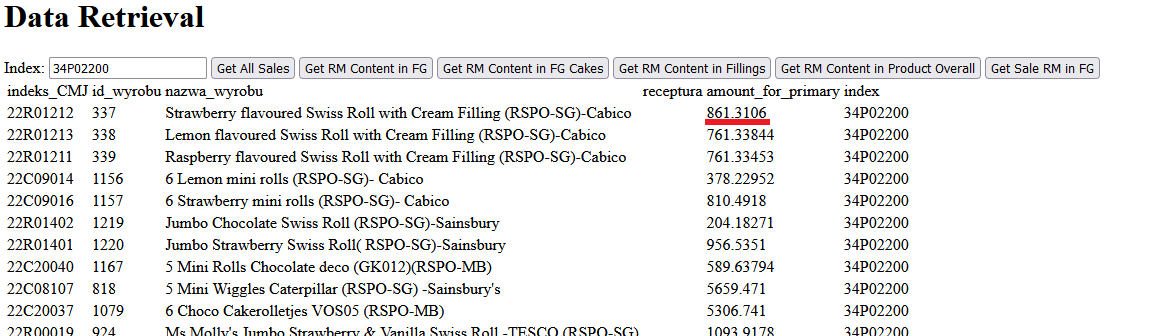 Data Retrieval
Index: 34P02200 Get All Sales Get RM Content in FG Get RM Content in FG Cakes Get RM Content in Fillings Get RM Content in Product Overall Get Sale RM in FG
indeks_CMJ id_wyrobu nazwa_wyrobu receptura amount_for_primary index
22R01212 337 Strawberry flavoured Swiss Roll with Cream Filling (RSPO-SG)-Cabico 861.3106 34P02200
22R01213 338 Lemon flavoured Swiss Roll with Cream Filling (RSPO-SG)-Cabico 761.33844 34P02200
22R01211 339 Raspberry flavoured Swiss Roll with Cream Filling (RSPO-SG)-Cabico 761.33453 34P02200
22C09014 1156 6 Lemon mini rolls (RSPO-SG)- Cabico 378.22952 34P02200
22C09016 1157 6 Strawberry mini rolls (RSPO-SG)- Cabico 810.4918 34P02200
22R01402 1219 Jumbo Chocolate Swiss Roll (RSPO-SG)-Sainsbury 204.18271 34P02200
22R01401 1220 Jumbo Strawberry Swiss Roll( RSPO-SG)-Sainsbury 956.5351 34P02200
22C20040 1167 5 Mini Rolls Chocolate deco (GK012)(RSPO-MB) 589.63794 34P02200
22C08107 818 5 Mini Wiggles Caterpillar (RSPO-SG) -Sainsbury's 5659.471 34P02200
22C20037 1079 6 Choco Cakerolletjes VOS05 (RSPO-MB) 5306.741 34P02200
22R00019 924 Ms Molly's Jumbo Strawberry & Vanilla Swiss Roll -TESCO (RSPO-SG) 1093.9178 34P02200